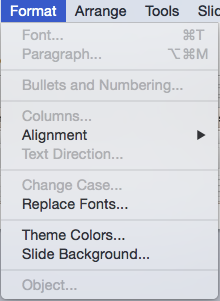 Format Arrange Tools Slid
Font... ⌘T
Paragraph... ⌥⌘M
Bullets and Numbering...
Columns...
Alignment ▶
Text Direction...
Change Case...
Replace Fonts...
Theme Colors...
Slide Background...
Object...